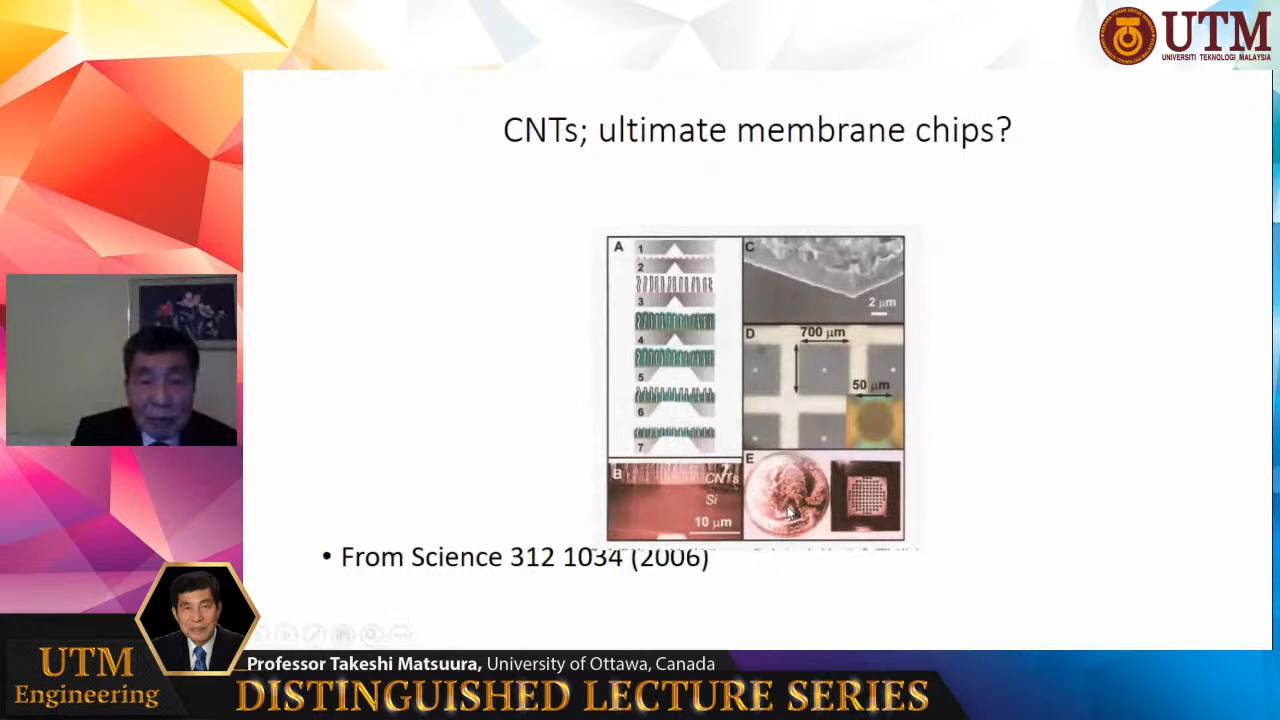 UTM
UNIVERSITI TEKNOLOGI MALAYSIA
CNTs; ultimate membrane chips?
A
1
2
3
4
5
6
7
B
CNTs
Si
10 μm
C
2 μm
D
700 μm
50 μm
E
• From Science 312 1034 (2006)
UTM
Engineering
Professor Takeshi Matsuura, University of Ottawa, Canada
DISTINGUISHED LECTURE SERIES